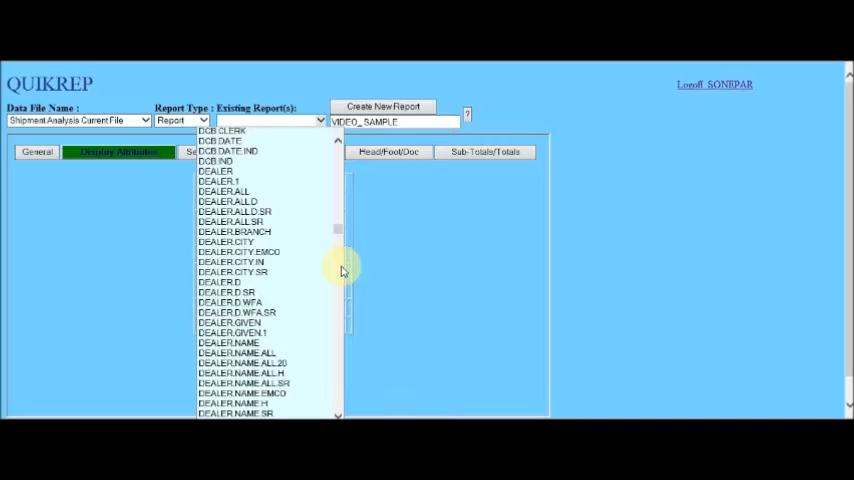 QUIKREP
Logoff SONEPAR
Data File Name :
Report Type :
Existing Report(s):
Create New Report
?
Shipment Analysis Current File
Report
VIDEO_SAMPLE
General
Display Attributes
Se
Head/Foot/Doc
Sub-Totals/Totals
DCB.CLERK
DCB.DATE
DCB.DATE.IND
DCB.IND
DEALER
DEALER.1
DEALER.ALL
DEALER.ALL.D
DEALER.ALL.D.SR
DEALER.ALL.SR
DEALER.BRANCH
DEALER.CITY
DEALER.CITY.EMCO
DEALER.CITY.IN
DEALER.CITY.SR
DEALER.D
DEALER.D.SR
DEALER.D.WFA
DEALER.D.WFA.SR
DEALER.GIVEN
DEALER.GIVEN.1
DEALER.NAME
DEALER.NAME.ALL
DEALER.NAME.ALL.20
DEALER.NAME.ALL.H
DEALER.NAME.ALL.SR
DEALER.NAME.EMCO
DEALER.NAME.H
DEALER.NAME.SR